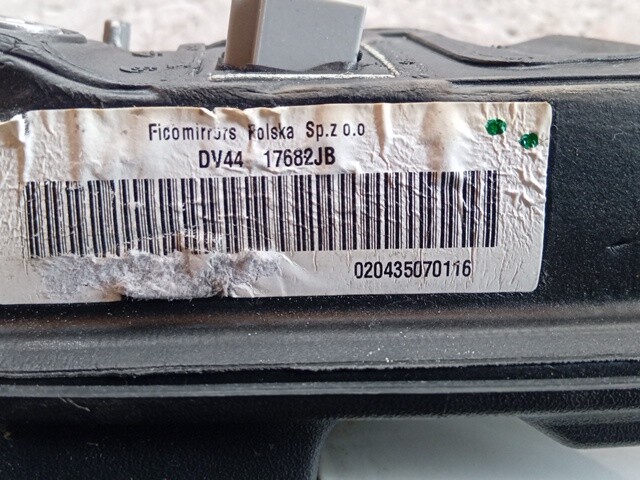 Ficomirrors Polska Sp.z o.o
DV44 17682JB
020435070116